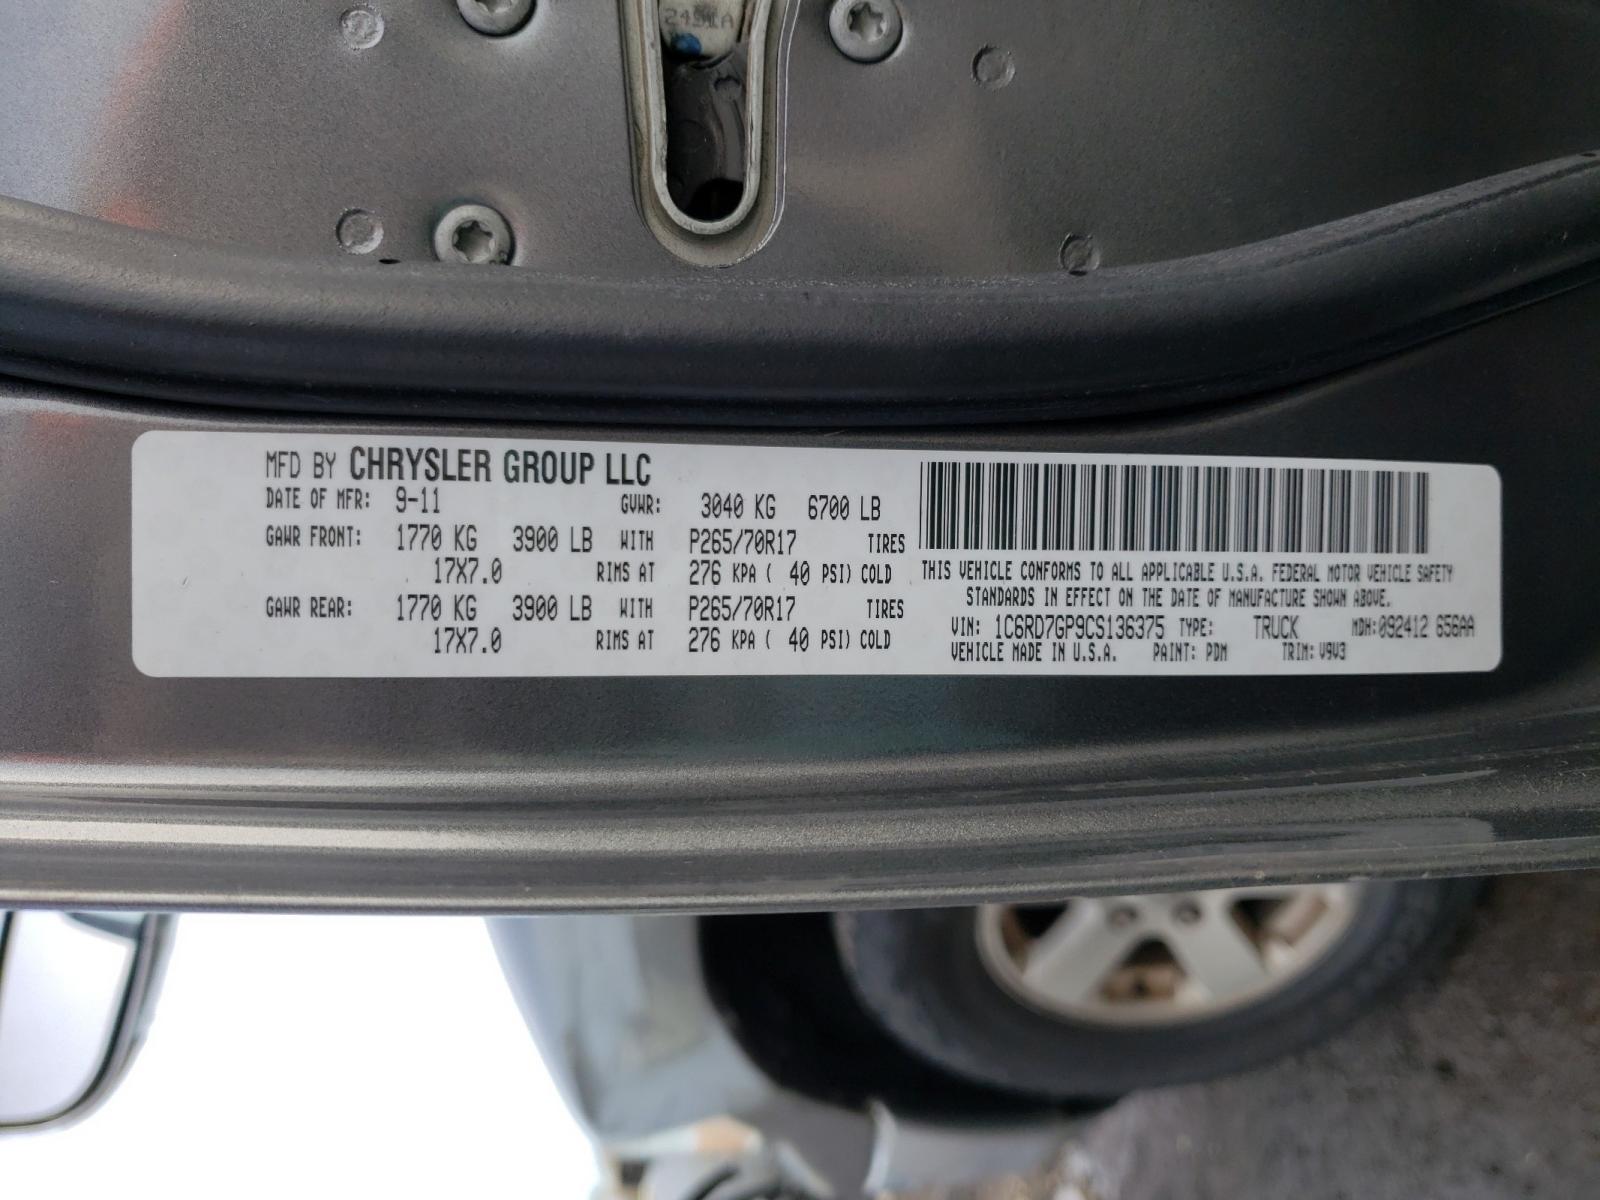 MFD BY CHRYSLER GROUP LLC
DATE OF MFR: 9-11 GVWR: 3040 KG 6700 LB
GAWR FRONT: 1770 KG 3900 LB WITH P265/70R17 TIRES
17X7.0 RIMS AT 276 KPA ( 40 PSI) COLD
GAWR REAR: 1770 KG 3900 LB WITH P265/70R17 TIRES
17X7.0 RIMS AT 276 KPA ( 40 PSI) COLD
THIS VEHICLE CONFORMS TO ALL APPLICABLE U.S.A. FEDERAL MOTOR VEHICLE SAFETY
STANDARDS IN EFFECT ON THE DATE OF MANUFACTURE SHOWN ABOVE.
VIN: 1C6RD7GP9CS136375 TYPE: TRUCK MDH:092412 656AA
VEHICLE MADE IN U.S.A. PAINT: PDM TRIM: V9V3